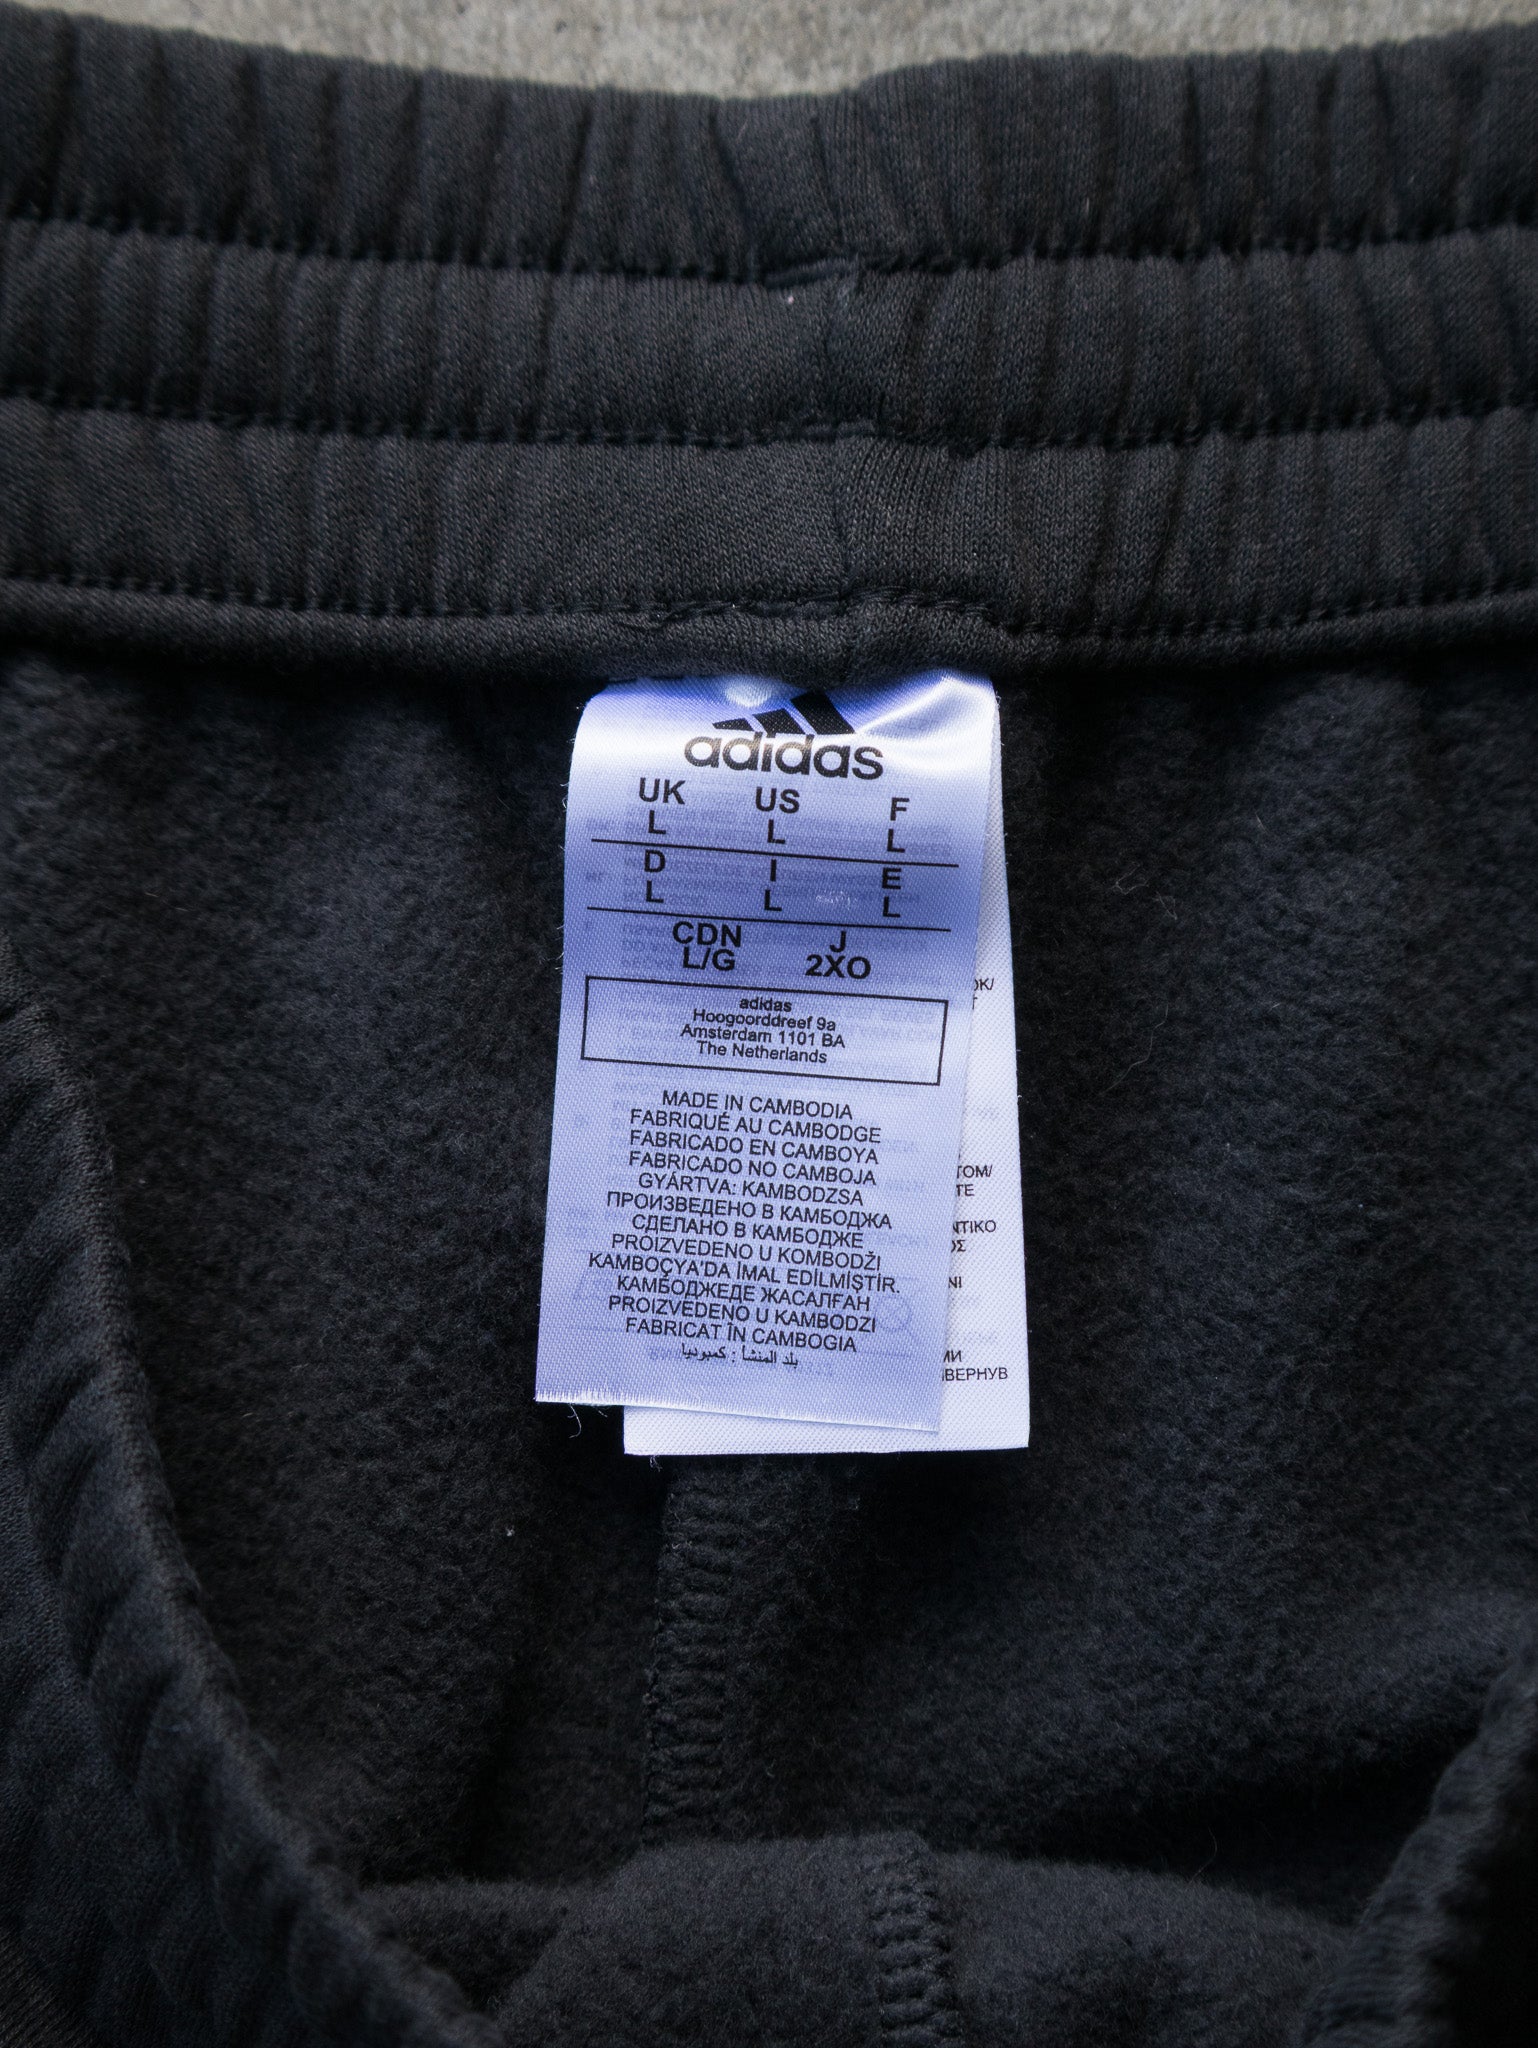 adidas
UK US F
L L L
D I E
L L L
CDN J
L/G 2XO
adidas
Hoogoorddreef 9a
Amsterdam 1101 BA
The Netherlands
MADE IN CAMBODIA
FABRIQUÉ AU CAMBODGE
FABRICADO EN CAMBOYA
FABRICADO NO CAMBOJA
GYÁRTVA: KAMBODZSA
ПРОИЗВЕДЕНО В КАМБОДЖА
СДЕЛАНО В КАМБОДЖЕ
PROIZVEDENO U KOMBODŽI
KAMBOÇYA'DA İMAL EDİLMİŞTİR.
КАМБОДЖЕДЕ ЖАСАЛҒАН
PROIZVEDENO U KAMBODZI
FABRICAT ÎN CAMBOGIA
بلد المنشأ : كمبوديا